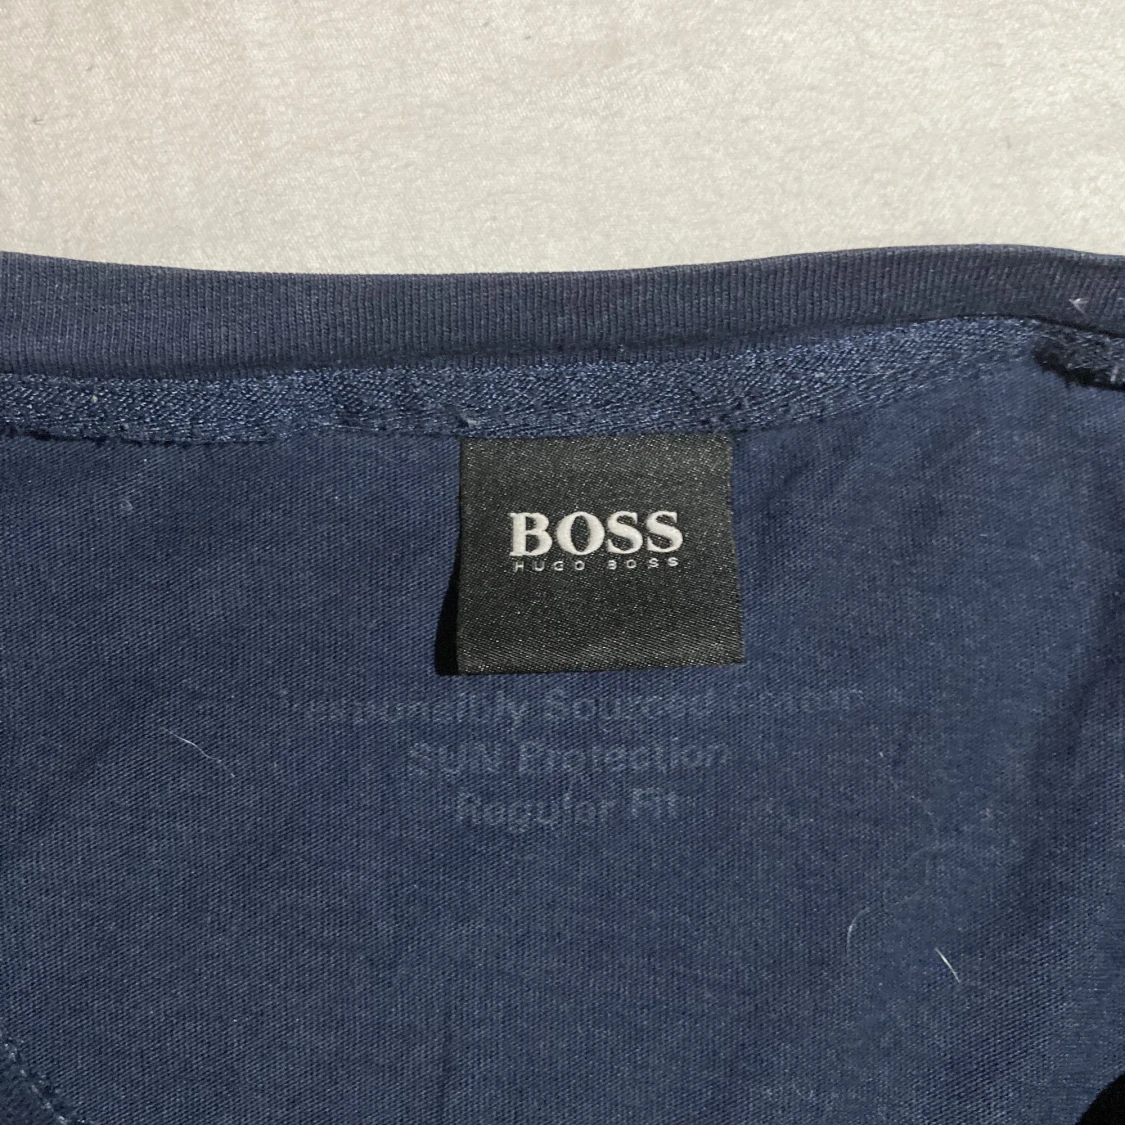 BOSS
HUGO BOSS
Responsibly Sourced Cotton
SUN Protection
Regular Fit